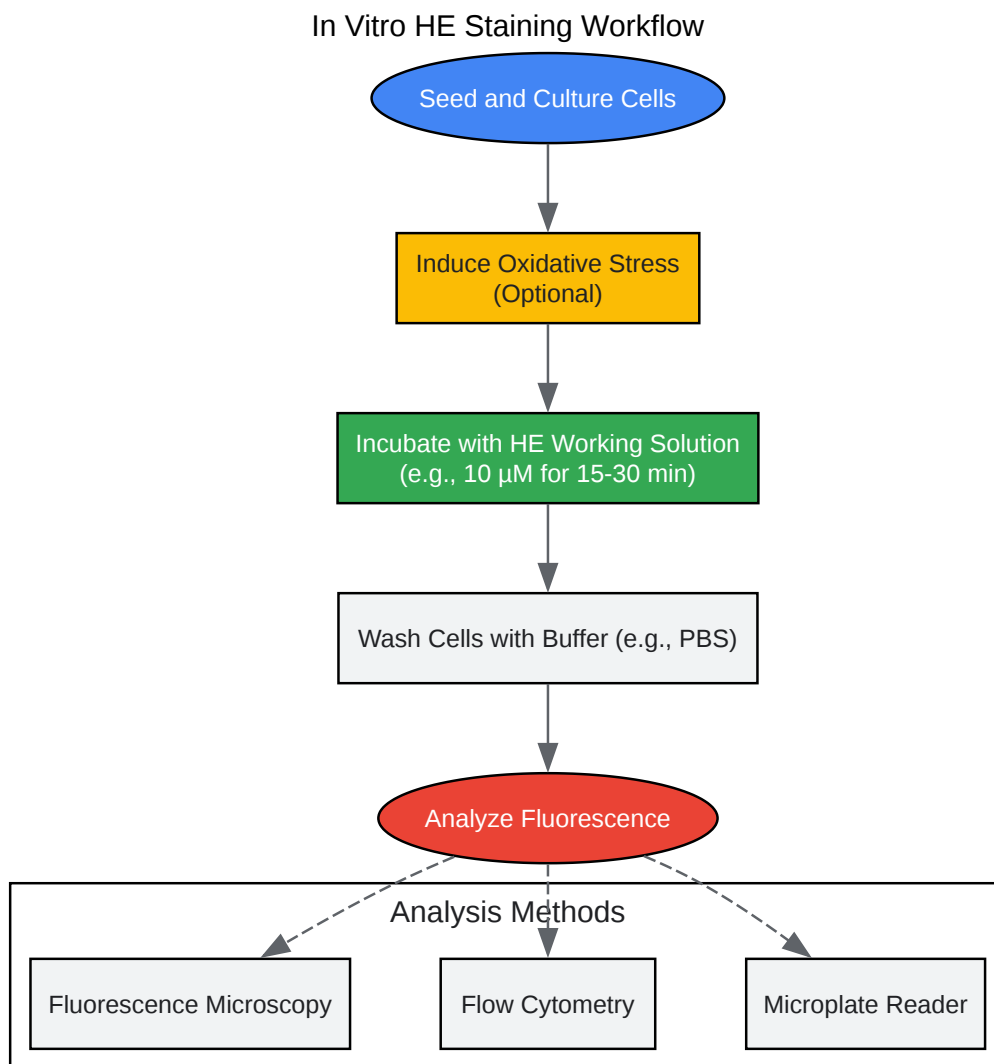 In Vitro HE Staining Workflow
Seed and Culture Cells
Induce Oxidative Stress
(Optional)
Incubate with HE Working Solution
(e.g., 10 µM for 15-30 min)
Wash Cells with Buffer (e.g., PBS)
Analyze Fluorescence
Analysis Methods
Fluorescence Microscopy
Flow Cytometry
Microplate Reader